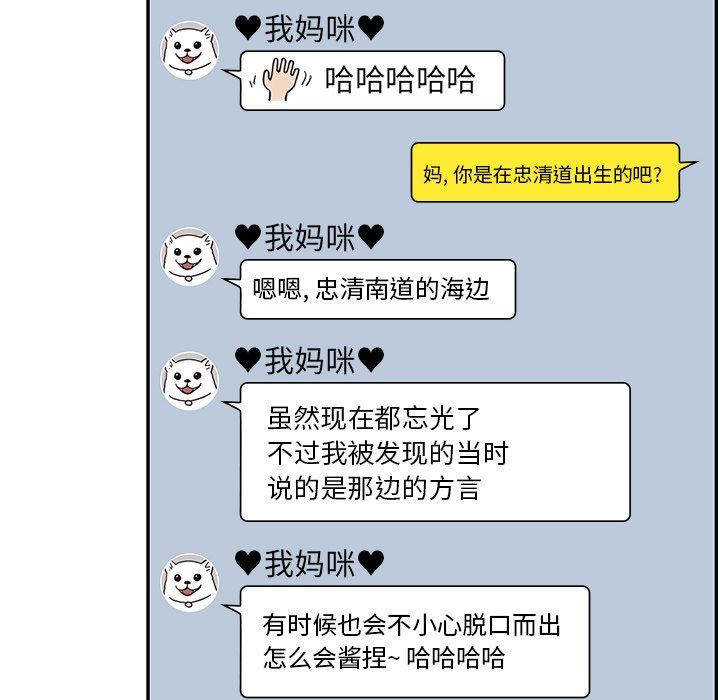 ♥我妈咪♥
哈哈哈哈哈
妈, 你是在忠清道出生的吧?
♥我妈咪♥
嗯嗯, 忠清南道的海边
♥我妈咪♥
虽然现在都忘光了
不过我被发现的当时
说的是那边的方言
♥我妈咪♥
有时候也会不小心脱口而出
怎么会酱捏~ 哈哈哈哈